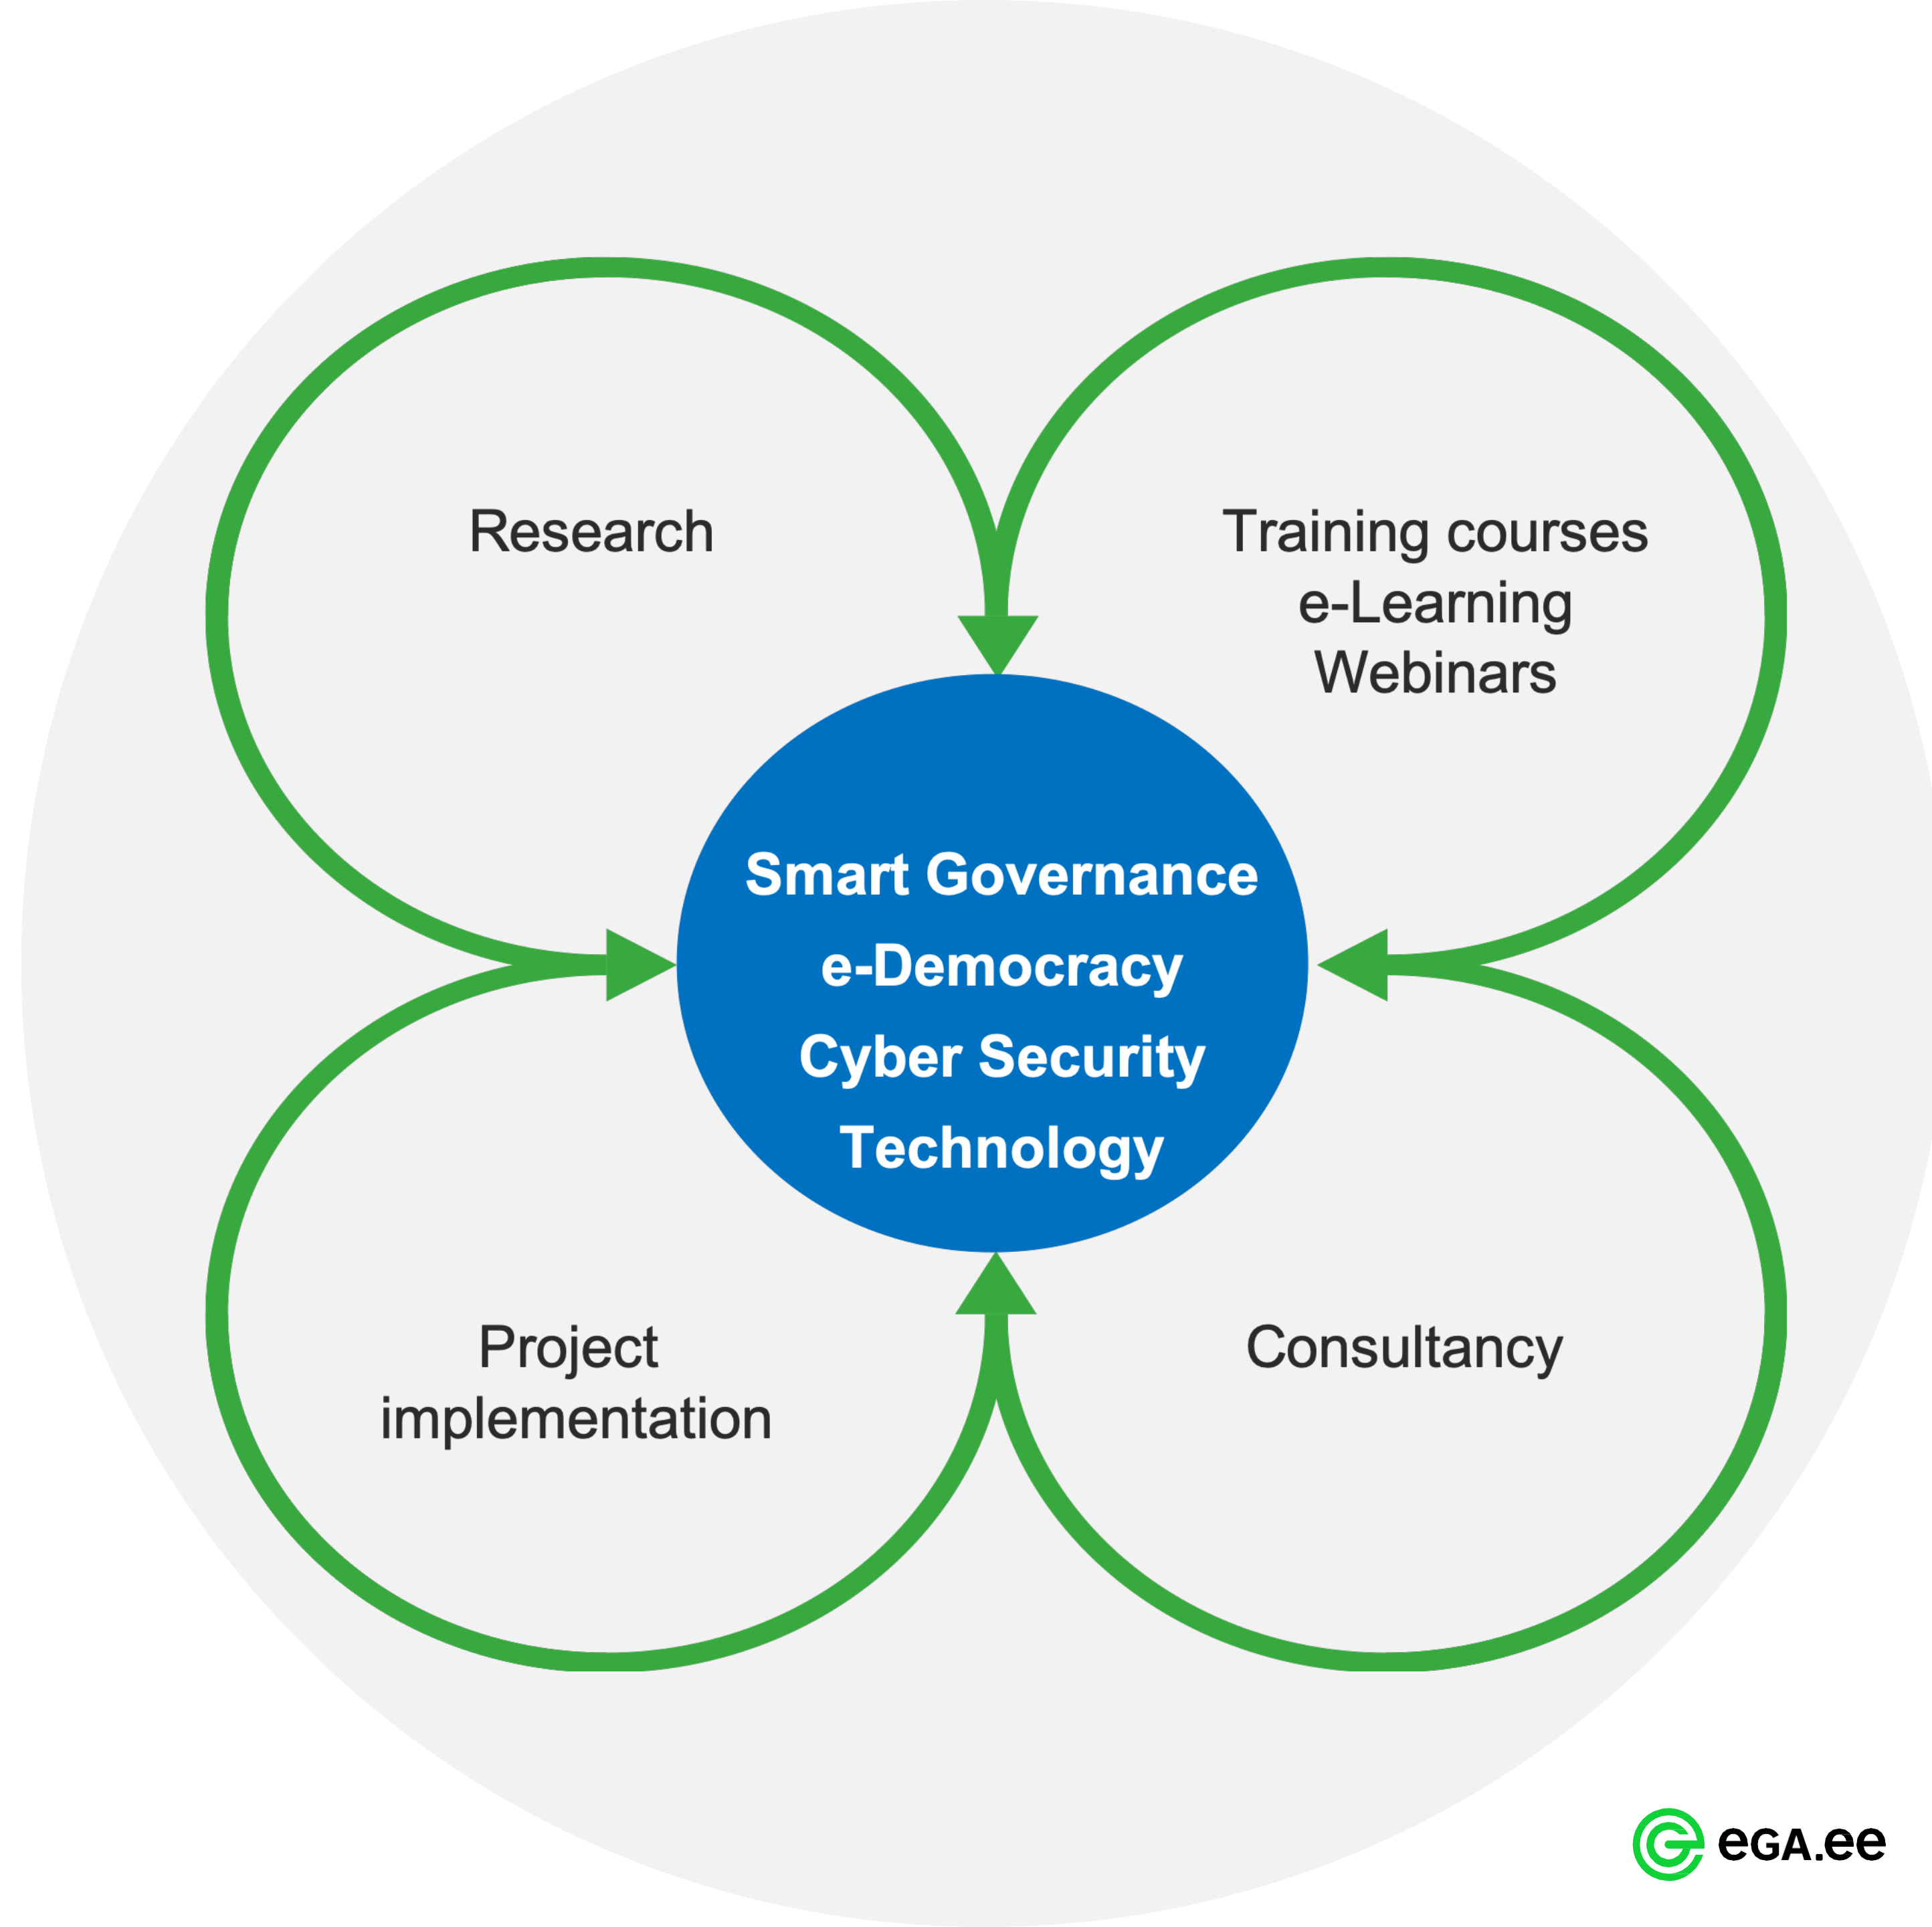 Research
Training courses
e-Learning
Webinars
Smart Governance
e-Democracy
Cyber Security
Technology
Project
implementation
Consultancy
eGA.ee